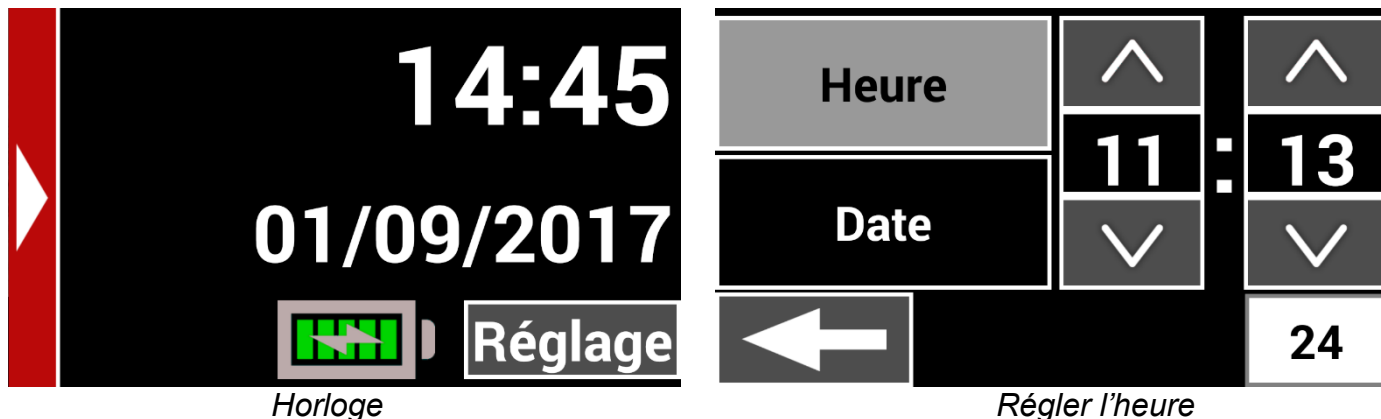 14:45
01/09/2017
Réglage
Horloge
Heure
Date
11 : 13
24
Régler l’heure